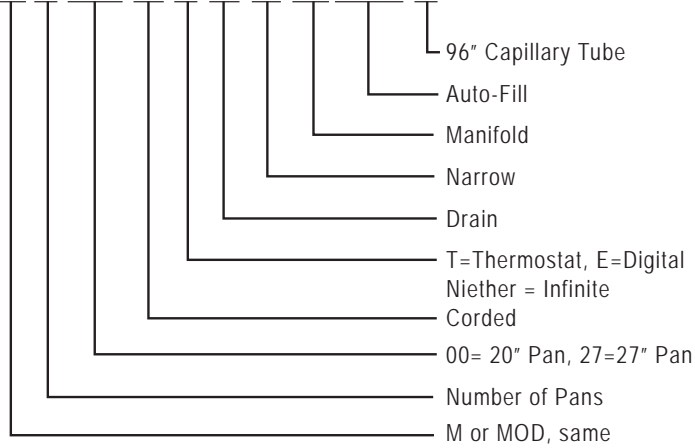 96" Capillary Tube
Auto-Fill
Manifold
Narrow
Drain
T=Thermostat, E=Digital
Niether = Infinite
Corded
00= 20" Pan, 27=27" Pan
Number of Pans
M or MOD, same